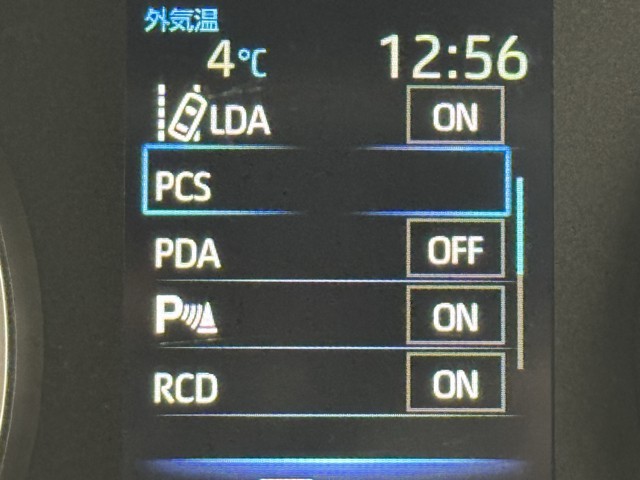 外気温
4℃ 12:56
LDA ON
PCS
PDA OFF
P ON
RCD ON